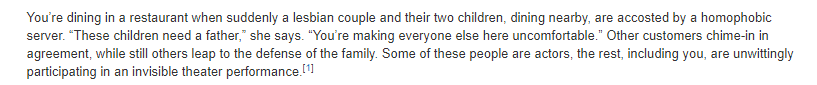 You're dining in a restaurant when suddenly a lesbian couple and their two children, dining nearby, are accosted by a homophobic
server. "These children need a father," she says. "You're making everyone else here uncomfortable." Other customers chime-in in
agreement, while still others leap to the defense of the family. Some of these people are actors, the rest, including you, are unwittingly
participating in an invisible theater performance.[1]